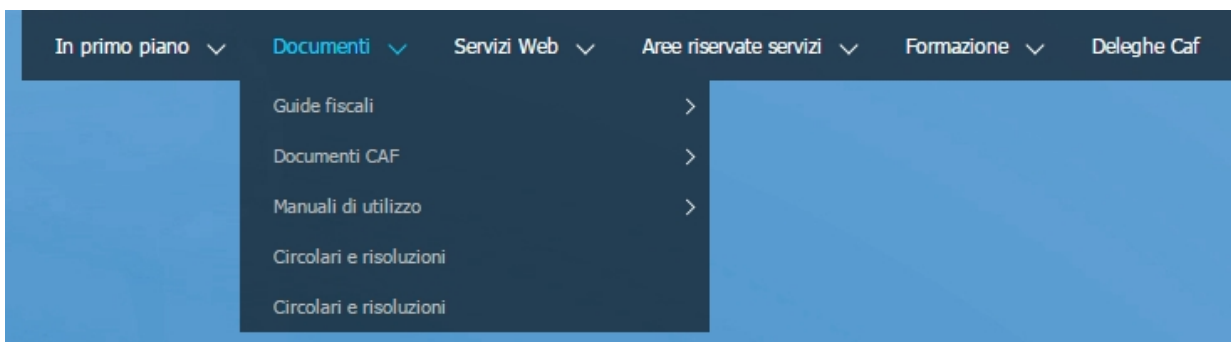 In primo piano Documenti Servizi Web Aree riservate servizi Formazione Deleghe Caf
Guide fiscali
Documenti CAF
Manuali di utilizzo
Circolari e risoluzioni
Circolari e risoluzioni